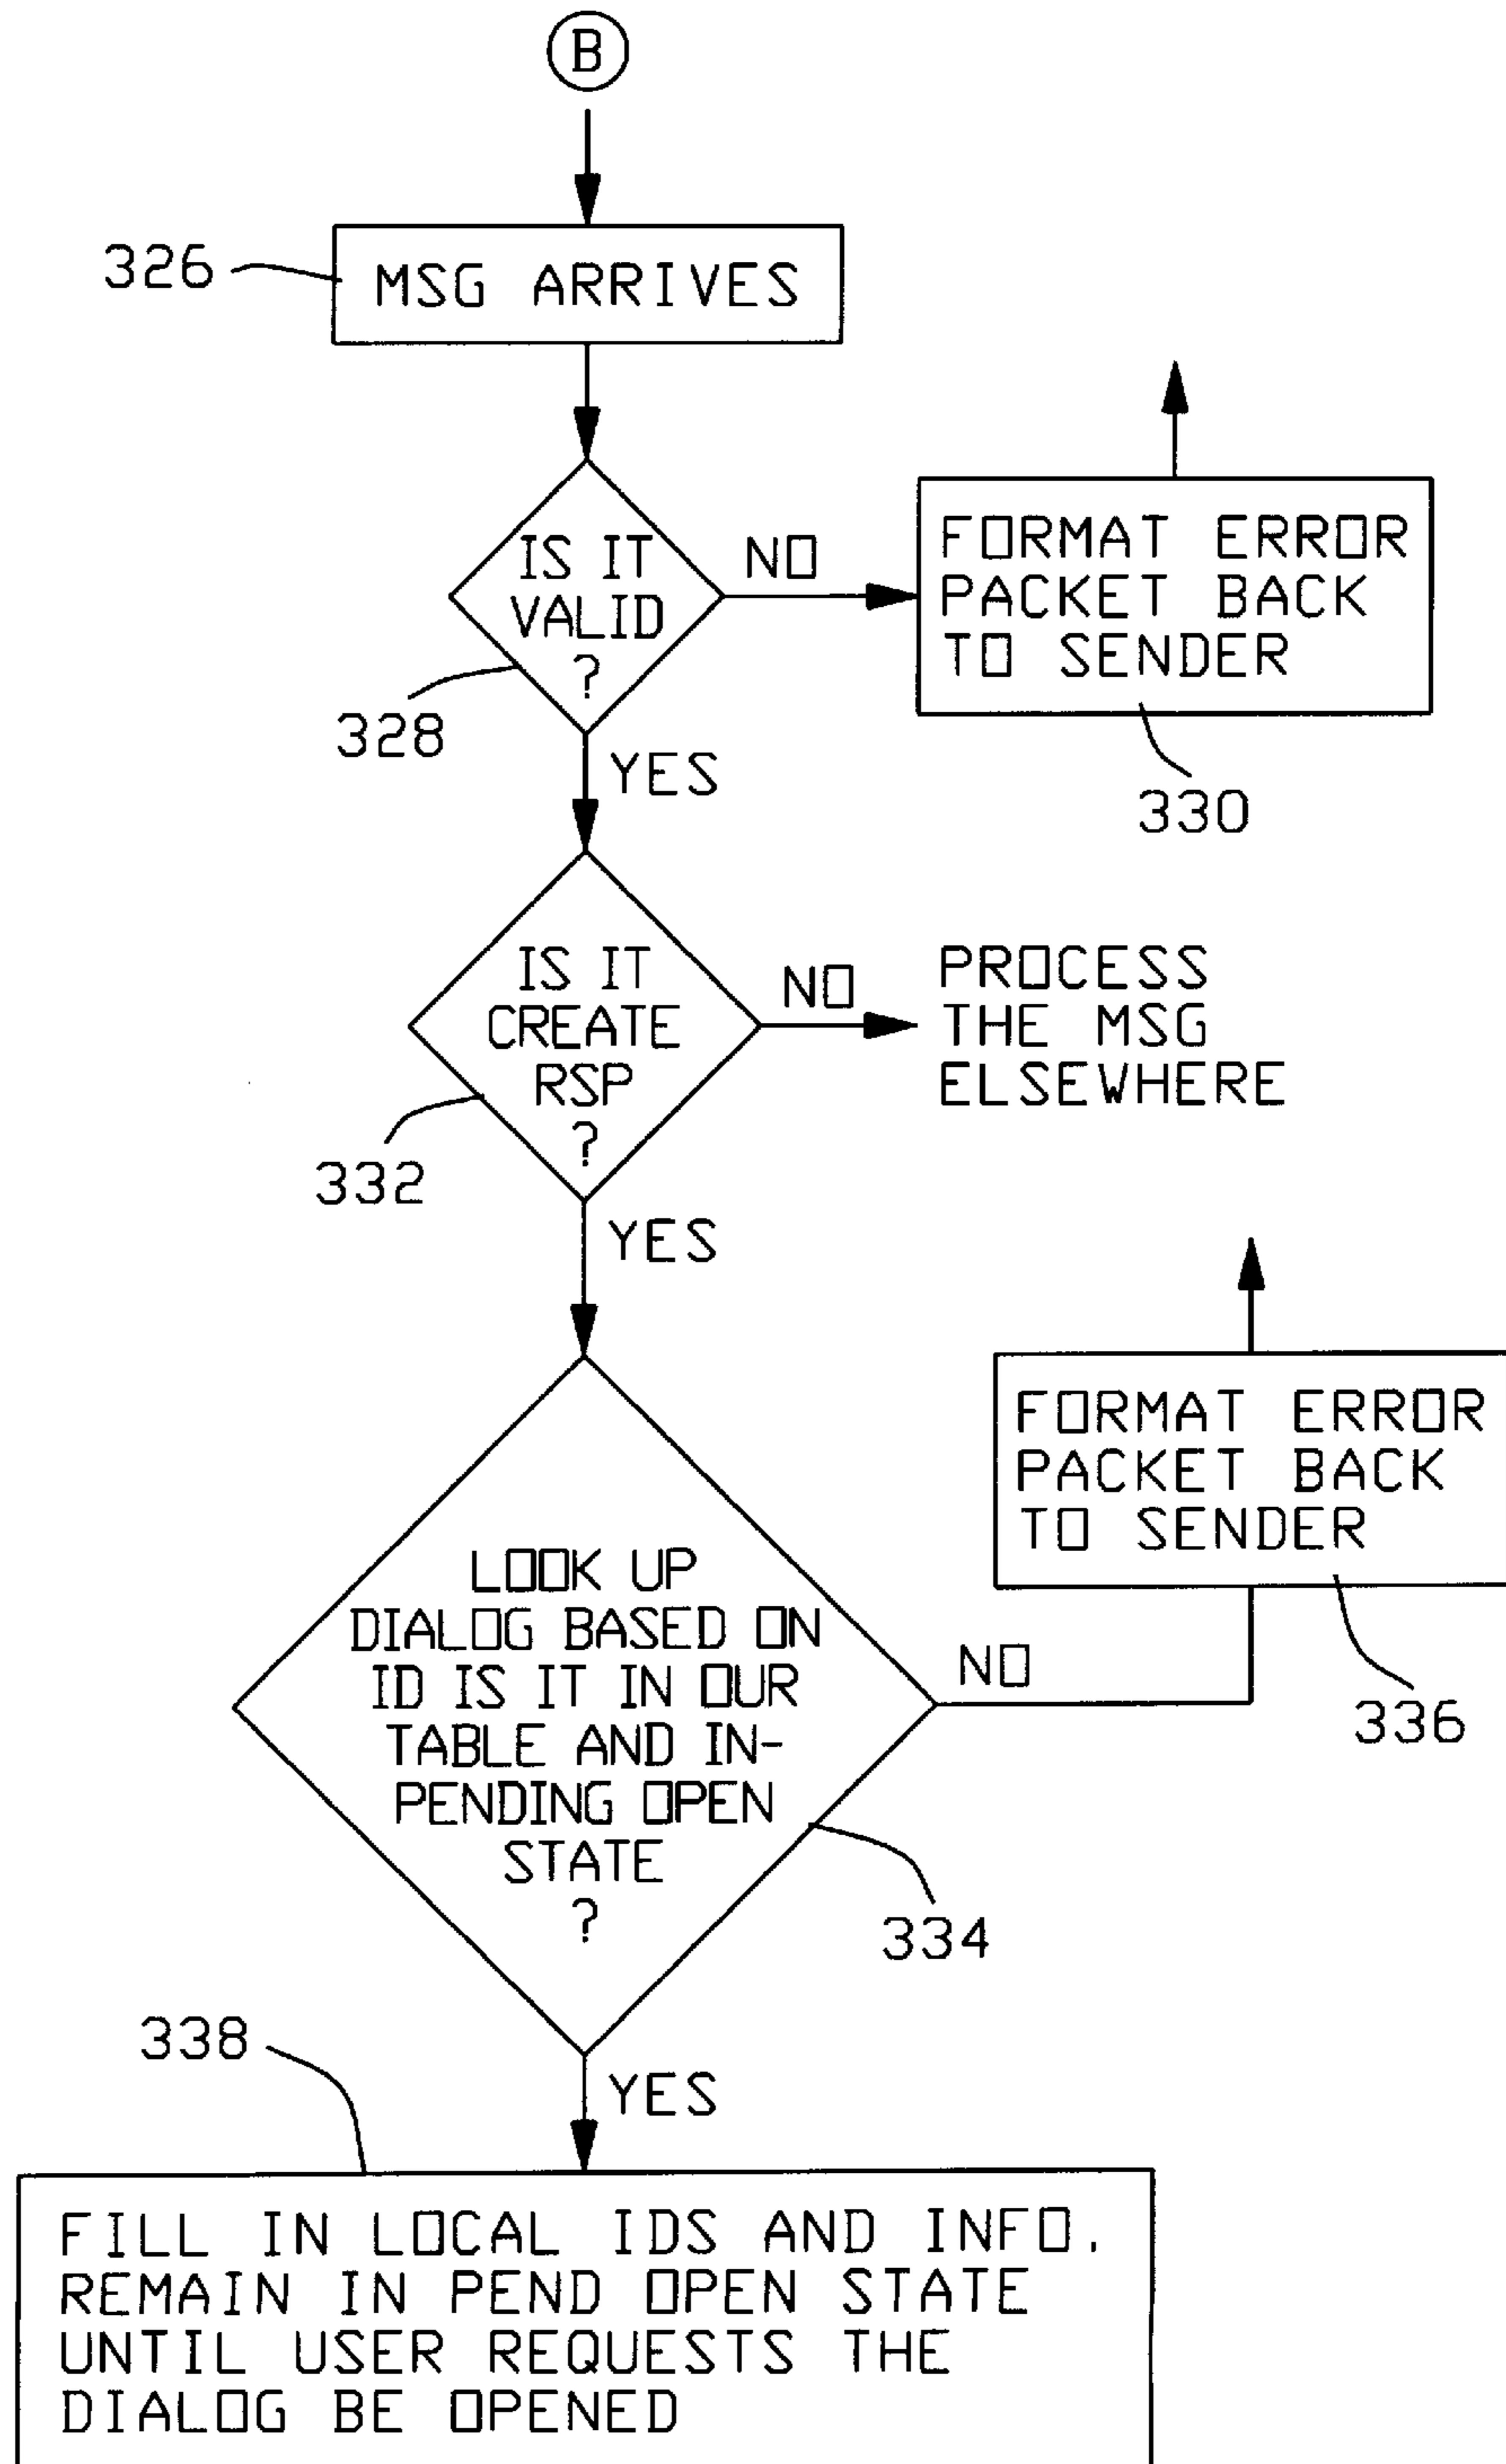 B
326
MSG ARRIVES
IS IT
VALID
?
NO
FORMAT ERROR
PACKET BACK
TO SENDER
328
YES
330
IS IT
CREATE
RSP
?
NO
PROCESS
THE MSG
ELSEWHERE
332
YES
FORMAT ERROR
PACKET BACK
TO SENDER
LOOK UP
DIALOG BASED ON
ID IS IT IN OUR
TABLE AND IN-
PENDING OPEN
STATE
?
NO
336
334
338
YES
FILL IN LOCAL IDS AND INFO.
REMAIN IN PEND OPEN STATE
UNTIL USER REQUESTS THE
DIALOG BE OPENED